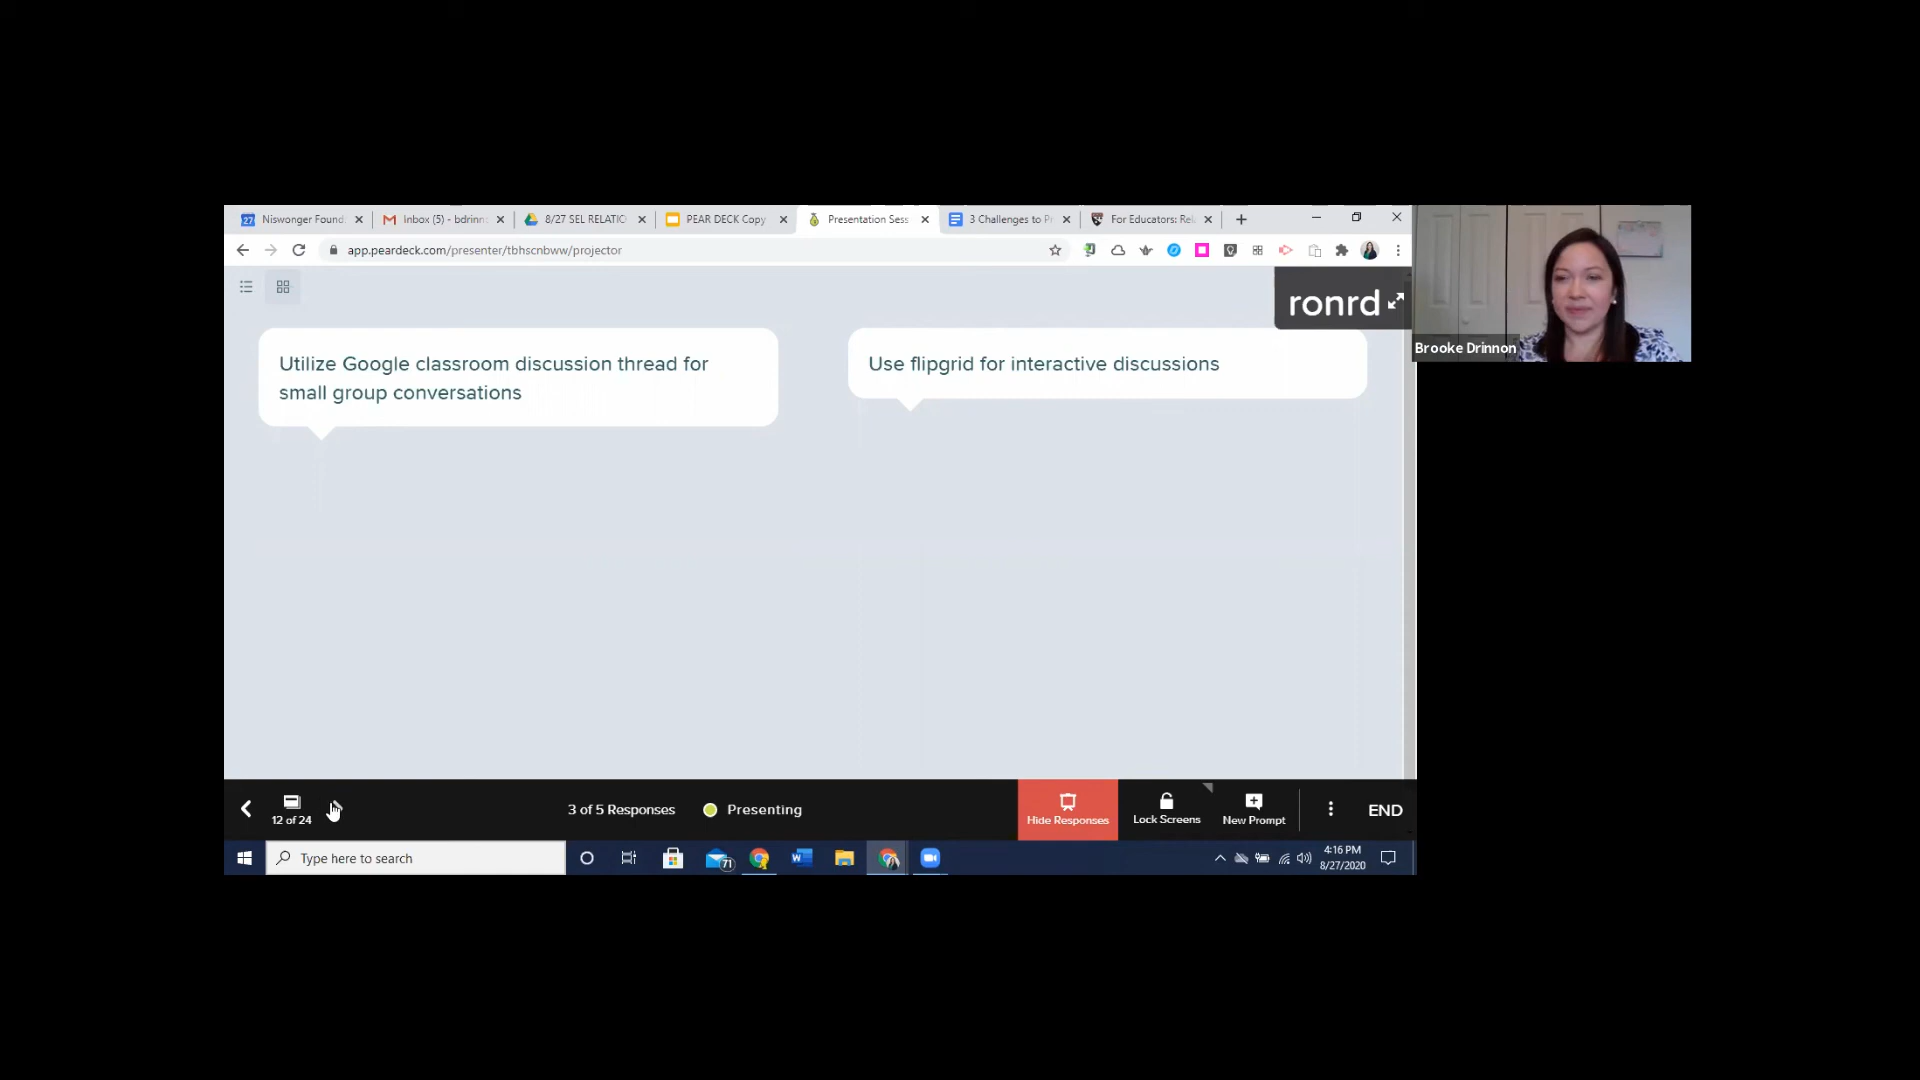 Niswonger Found
Inbox (5) - bdrinn
8/27 SEL RELATIO
PEAR DECK Copy
Presentation Sess
3 Challenges to Pr
For Educators: Rel
app.peardeck.com/presenter/tbhscnbww/projector
ronrd
Utilize Google classroom discussion thread for
small group conversations
Use flipgrid for interactive discussions
Brooke Drinnon
12 of 24
3 of 5 Responses
Presenting
Hide Responses
Lock Screens
New Prompt
END
Type here to search
71
4:16 PM
8/27/2020